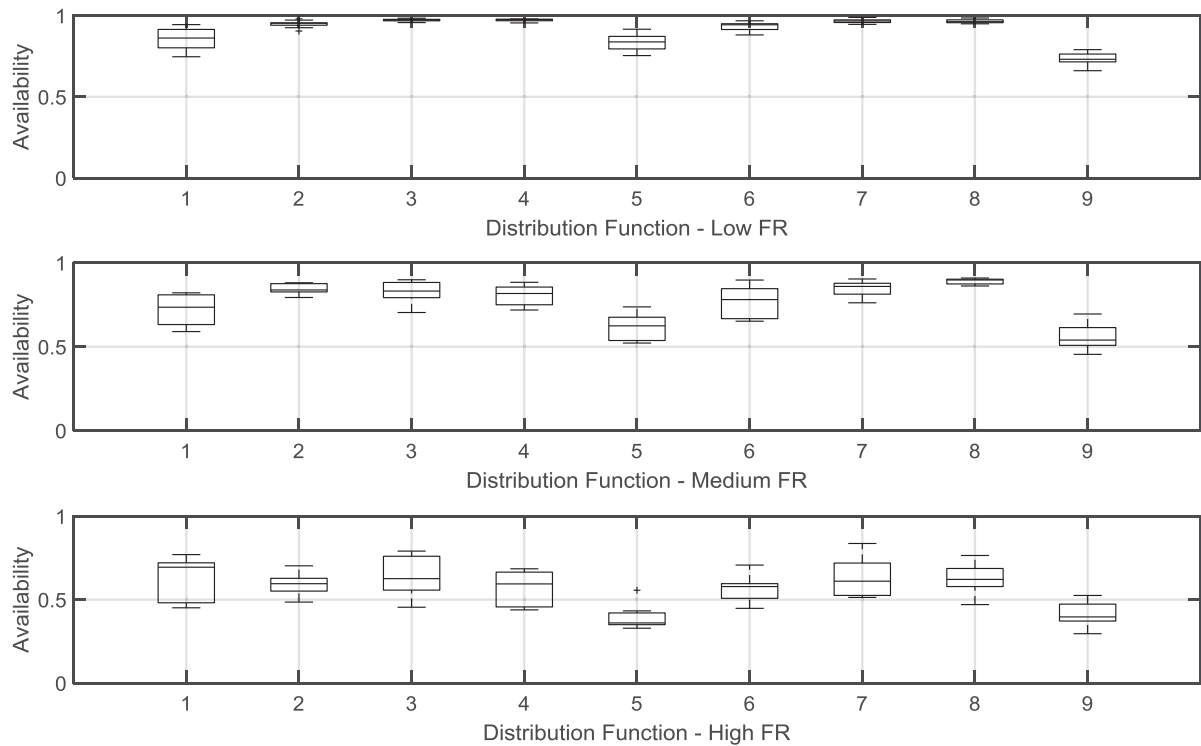 Availability
1
0.5
0
1 2 3 4 5 6 7 8 9
Distribution Function - Low FR
Availability
1
0.5
0
1 2 3 4 5 6 7 8 9
Distribution Function - Medium FR
Availability
1
0.5
0
1 2 3 4 5 6 7 8 9
Distribution Function - High FR